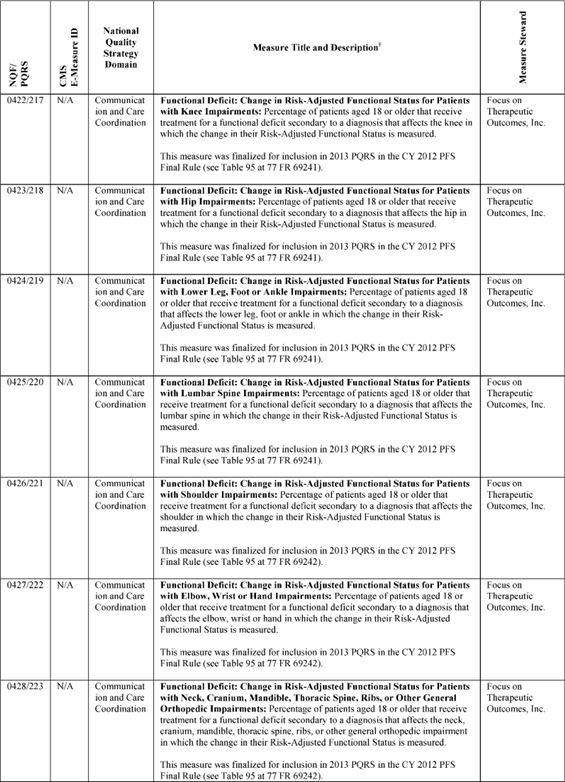 NQF/
PQRS
CMS
E-Measure ID
National
Quality
Strategy
Domain
Measure Title and Description†
Measure Steward
0422/217
N/A
Communicat
ion and Care
Coordination
Functional Deficit: Change in Risk-Adjusted Functional Status for Patients
with Knee Impairments: Percentage of patients aged 18 or older that receive
treatment for a functional deficit secondary to a diagnosis that affects the knee in
which the change in their Risk-Adjusted Functional Status is measured.
This measure was finalized for inclusion in 2013 PQRS in the CY 2012 PFS
Final Rule (see Table 95 at 77 FR 69241).
Focus on
Therapeutic
Outcomes, Inc.
0423/218
N/A
Communicat
ion and Care
Coordination
Functional Deficit: Change in Risk-Adjusted Functional Status for Patients
with Hip Impairments: Percentage of patients aged 18 or older that receive
treatment for a functional deficit secondary to a diagnosis that affects the hip in
which the change in their Risk-Adjusted Functional Status is measured.
This measure was finalized for inclusion in 2013 PQRS in the CY 2012 PFS
Final Rule (see Table 95 at 77 FR 69241).
Focus on
Therapeutic
Outcomes, Inc.
0424/219
N/A
Communicat
ion and Care
Coordination
Functional Deficit: Change in Risk-Adjusted Functional Status for Patients
with Lower Leg, Foot or Ankle Impairments: Percentage of patients aged 18
or older that receive treatment for a functional deficit secondary to a diagnosis
that affects the lower leg, foot or ankle in which the change in their Risk-
Adjusted Functional Status is measured.
This measure was finalized for inclusion in 2013 PQRS in the CY 2012 PFS
Final Rule (see Table 95 at 77 FR 69241).
Focus on
Therapeutic
Outcomes, Inc.
0425/220
N/A
Communicat
ion and Care
Coordination
Functional Deficit: Change in Risk-Adjusted Functional Status for Patients
with Lumbar Spine Impairments: Percentage of patients aged 18 or older that
receive treatment for a functional deficit secondary to a diagnosis that affects the
lumbar spine in which the change in their Risk-Adjusted Functional Status is
measured.
This measure was finalized for inclusion in 2013 PQRS in the CY 2012 PFS
Final Rule (see Table 95 at 77 FR 69241).
Focus on
Therapeutic
Outcomes, Inc.
0426/221
N/A
Communicat
ion and Care
Coordination
Functional Deficit: Change in Risk-Adjusted Functional Status for Patients
with Shoulder Impairments: Percentage of patients aged 18 or older that
receive treatment for a functional deficit secondary to a diagnosis that affects the
shoulder in which the change in their Risk-Adjusted Functional Status is
measured.
This measure was finalized for inclusion in 2013 PQRS in the CY 2012 PFS
Final Rule (see Table 95 at 77 FR 69242).
Focus on
Therapeutic
Outcomes, Inc.
0427/222
N/A
Communicat
ion and Care
Coordination
Functional Deficit: Change in Risk-Adjusted Functional Status for Patients
with Elbow, Wrist or Hand Impairments: Percentage of patients aged 18 or
older that receive treatment for a functional deficit secondary to a diagnosis that
affects the elbow, wrist or hand in which the change in their Risk-Adjusted
Functional Status is measured.
This measure was finalized for inclusion in 2013 PQRS in the CY 2012 PFS
Final Rule (see Table 95 at 77 FR 69242).
Focus on
Therapeutic
Outcomes, Inc.
0428/223
N/A
Communicat
ion and Care
Coordination
Functional Deficit: Change in Risk-Adjusted Functional Status for Patients
with Neck, Cranium, Mandible, Thoracic Spine, Ribs, or Other General
Orthopedic Impairments: Percentage of patients aged 18 or older that receive
treatment for a functional deficit secondary to a diagnosis that affects the neck,
cranium, mandible, thoracic spine, ribs, or other general orthopedic impairment
in which the change in their Risk-Adjusted Functional Status is measured.
This measure was finalized for inclusion in 2013 PQRS in the CY 2012 PFS
Final Rule (see Table 95 at 77 FR 69242).
Focus on
Therapeutic
Outcomes, Inc.